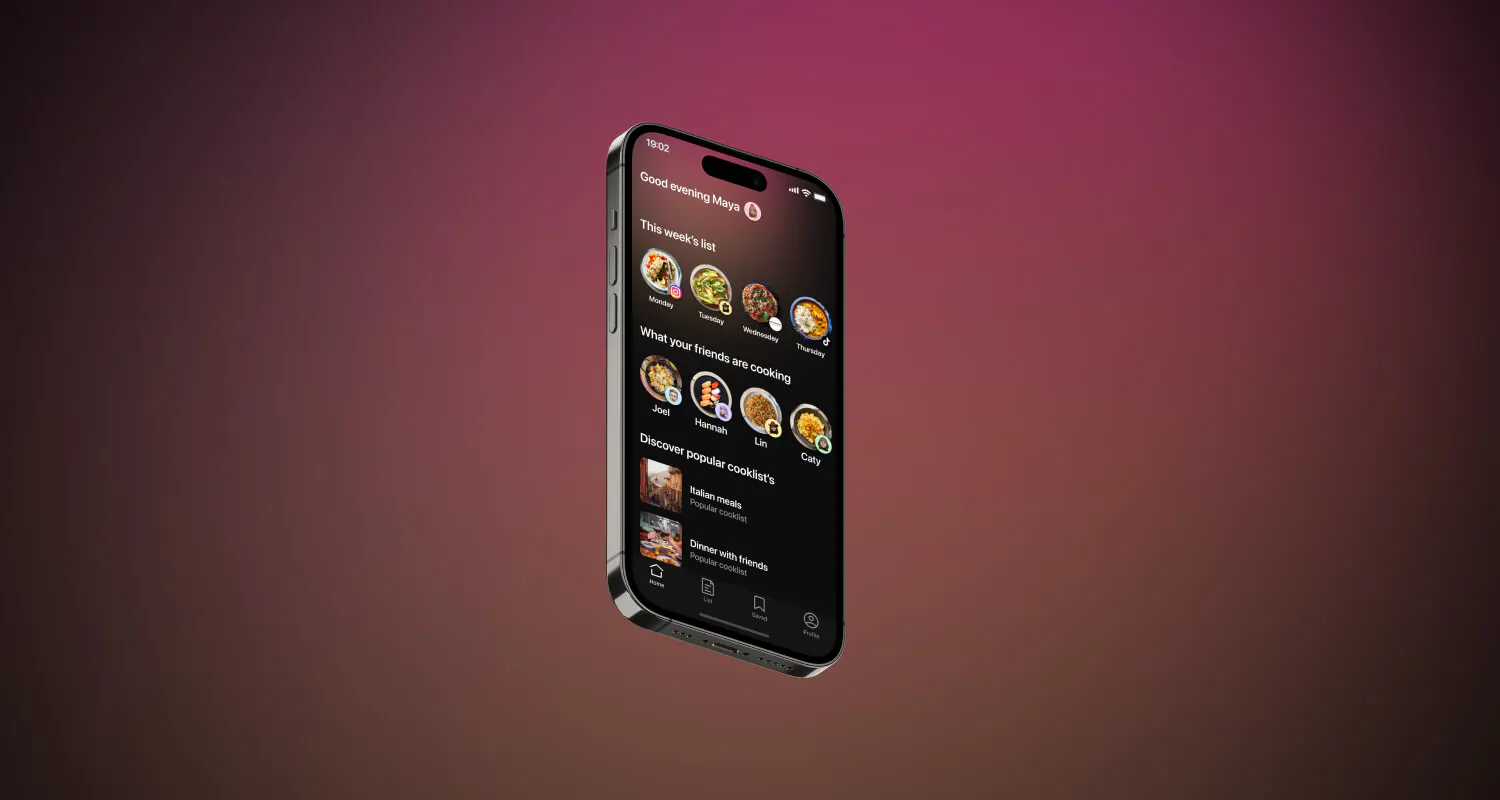 19:02
Good evening Maya
This week's list
Monday
Tuesday
Wednesday
Thursday
What your friends are cooking
Joel
Hannah
Lin
Caty
Discover popular cooklist's
Italian meals
Popular cooklist
Dinner with friends
Popular cooklist
Home
List
Saved
Profile